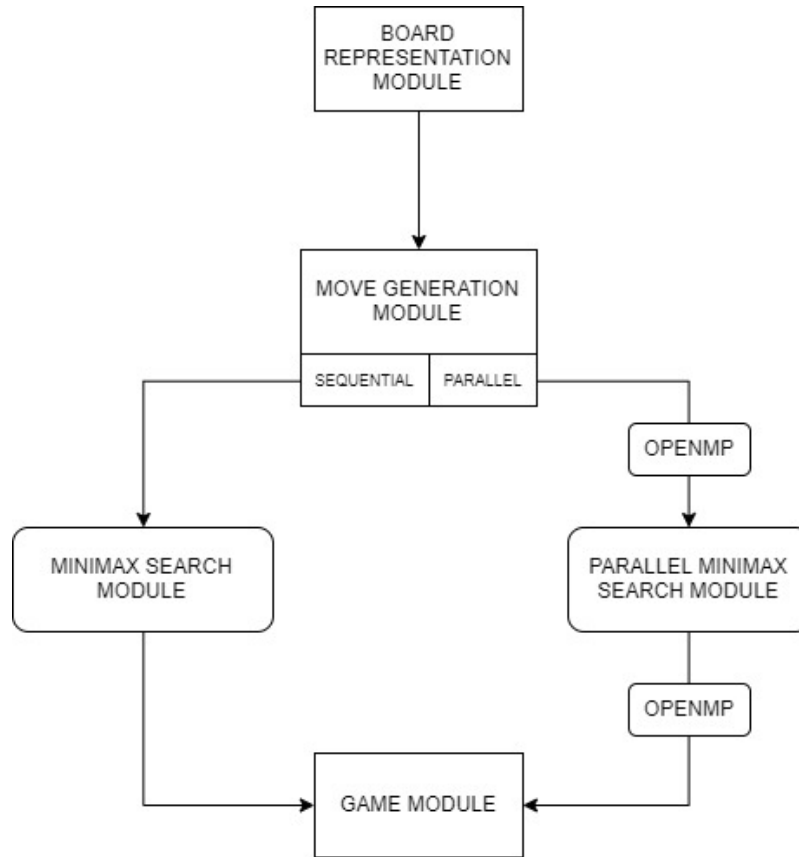 BOARD
REPRESENTATION
MODULE
MOVE GENERATION
MODULE
SEQUENTIAL
PARALLEL
OPENMP
MINIMAX SEARCH
MODULE
PARALLEL MINIMAX
SEARCH MODULE
OPENMP
GAME MODULE